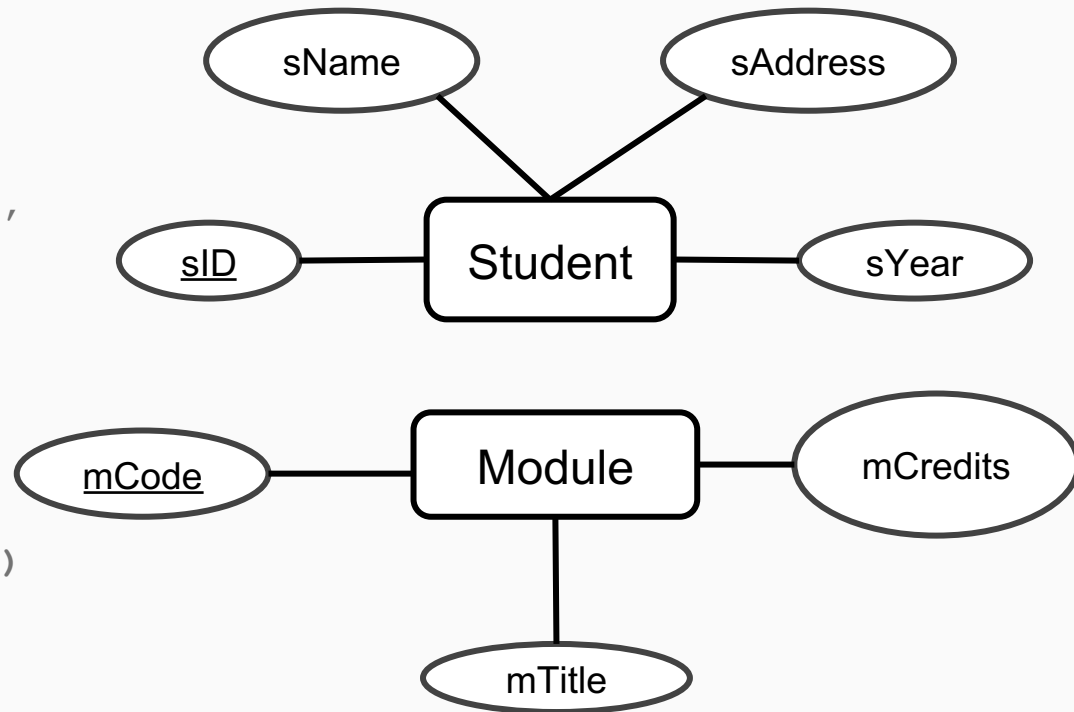 sName
sAddress
,
sID
Student
sYear
mCode
Module
mCredits
)
mTitle